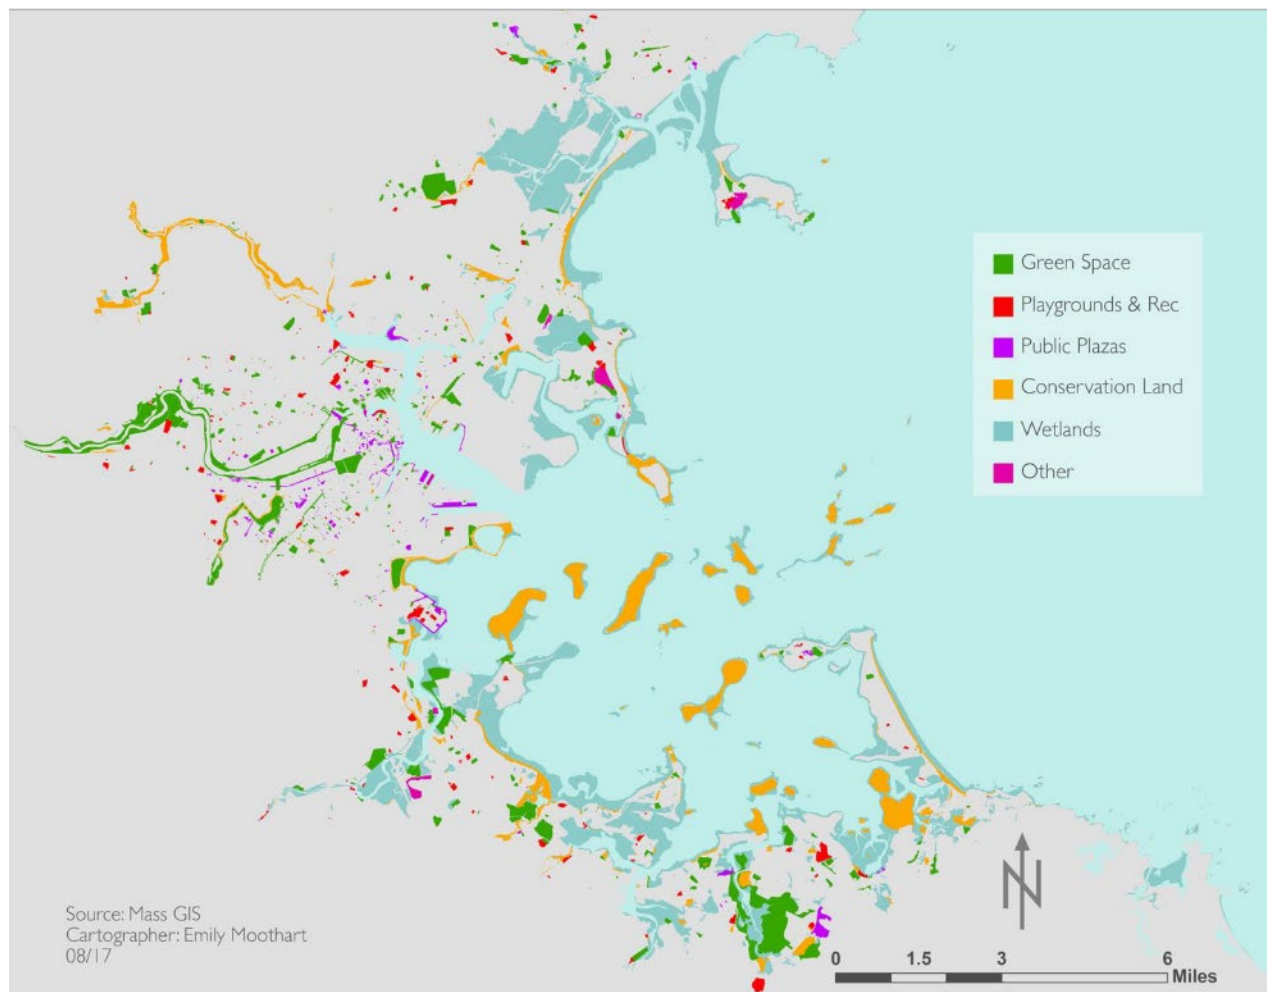 Green Space
Playgrounds & Rec
Public Plazas
Conservation Land
Wetlands
Other
N
Source: Mass GIS
Cartographer: Emily Moothart
08/17
0 1.5 3 6
Miles